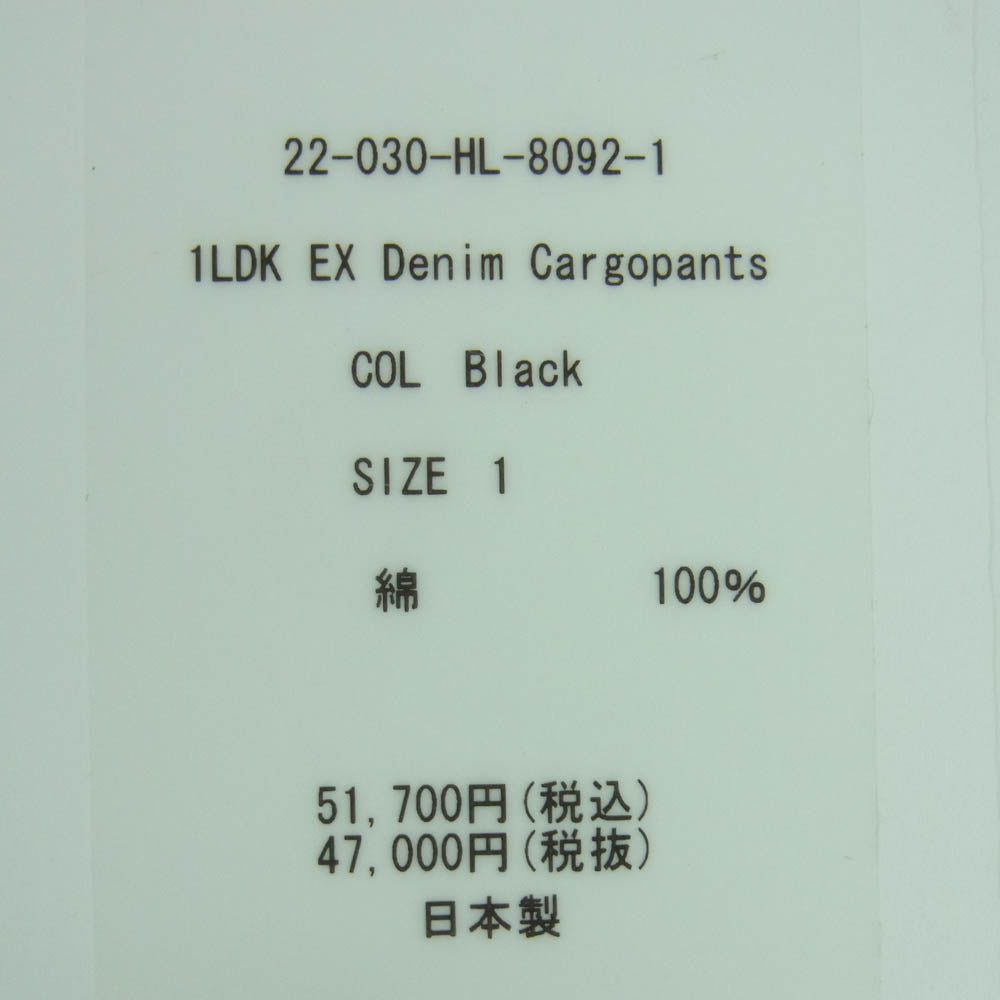 22-030-HL-8092-1
1LDK EX Denim Cargopants
COL Black
SIZE 1
綿 100%
51,700円(税込)
47,000円(税抜)
日本製